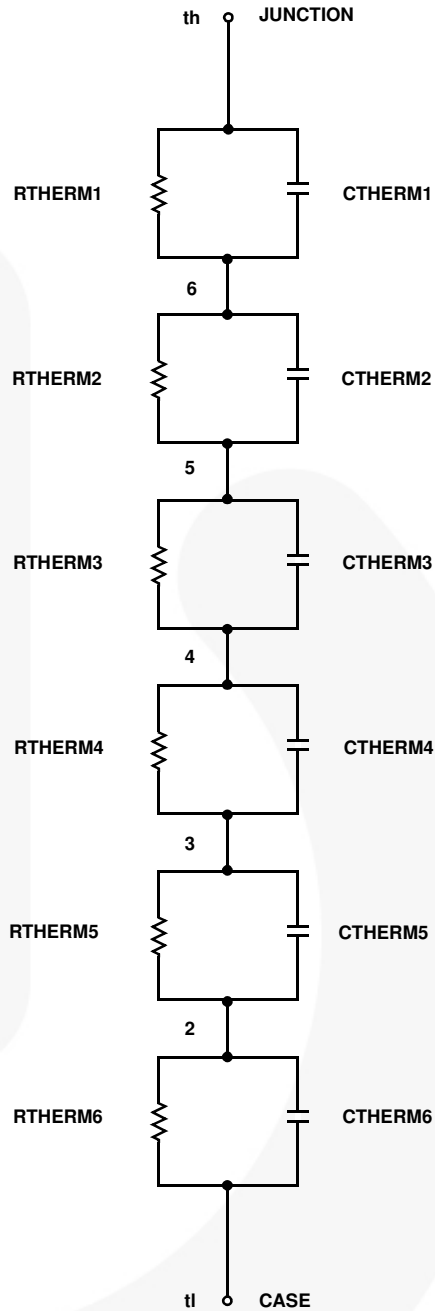 th JUNCTION
RTHERM1 CTHERM1
6
RTHERM2 CTHERM2
5
RTHERM3 CTHERM3
4
RTHERM4 CTHERM4
3
RTHERM5 CTHERM5
2
RTHERM6 CTHERM6
tl CASE